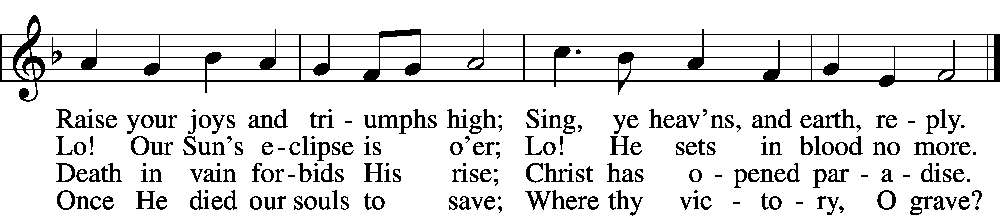 Raise your joys and tri - umphs high; Sing, ye heav'ns, and earth, re - ply.
Lo! Our Sun's e - clipse is o'er; Lo! He sets in blood no more.
Death in vain for - bids His rise; Christ has o - pened par - a - dise.
Once He died our souls to save; Where thy vic - to - ry, O grave?